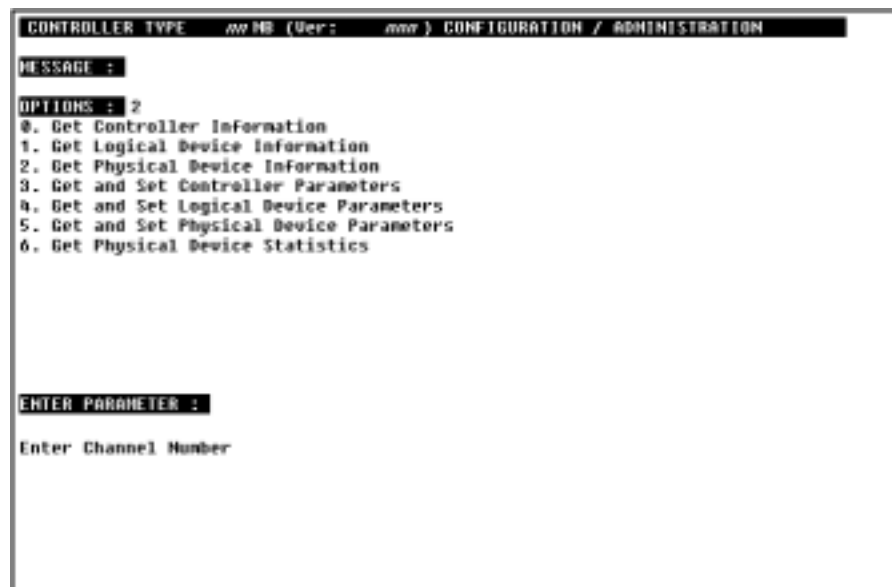 CONTROLLER TYPE nn MB (Ver: nnn) CONFIGURATION / ADMINISTRATION
MESSAGE :
OPTIONS : 2
0. Get Controller Information
1. Get Logical Device Information
2. Get Physical Device Information
3. Get and Set Controller Parameters
4. Get and Set Logical Device Parameters
5. Get and Set Physical Device Parameters
6. Get Physical Device Statistics
ENTER PARAMETER :
Enter Channel Number